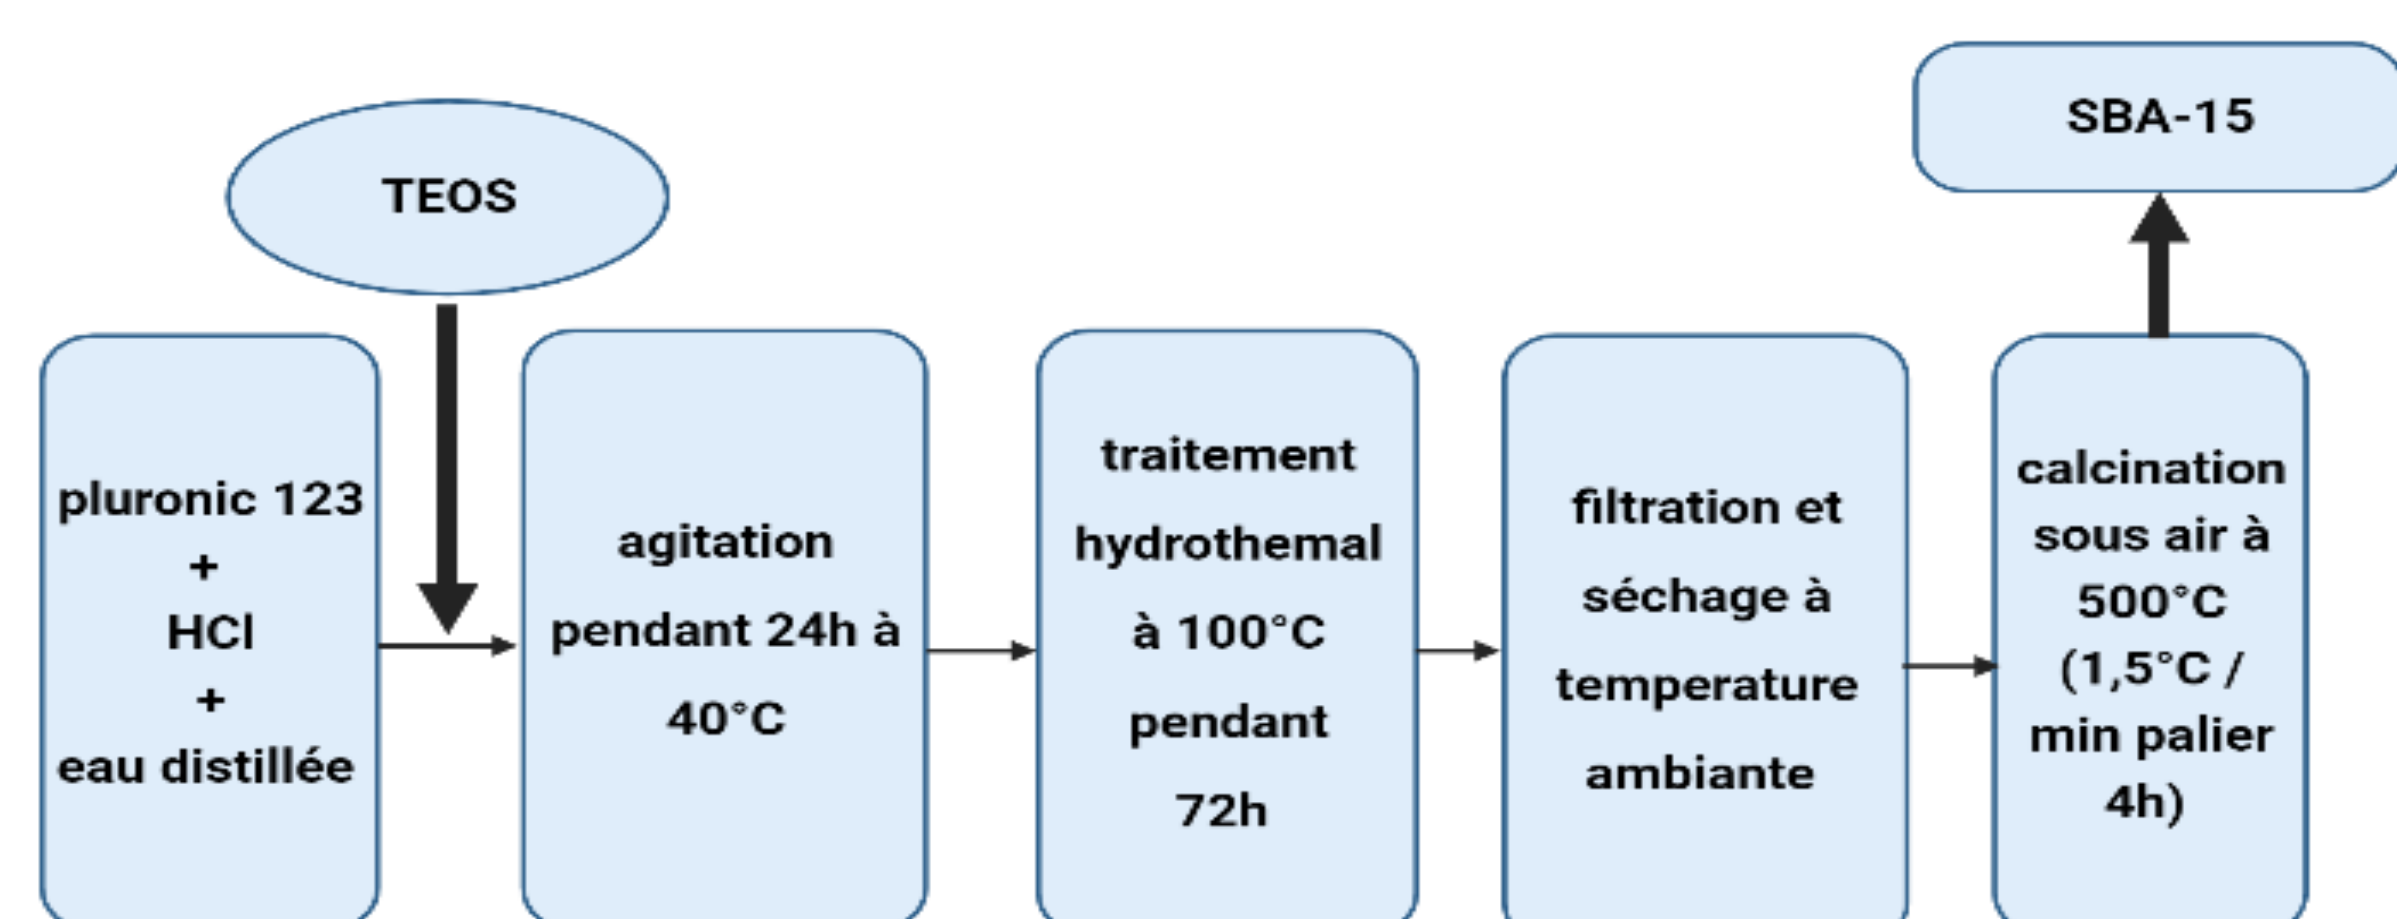 SBA-15
TEOS
pluronic 123
+
HCl
+
eau distillée
agitation
pendant 24h à
40°C
traitement
hydrothemal
à 100°C
pendant
72h
filtration et
séchage à
temperature
ambiante
calcination
sous air à
500°C
(1,5°C /
min palier
4h)